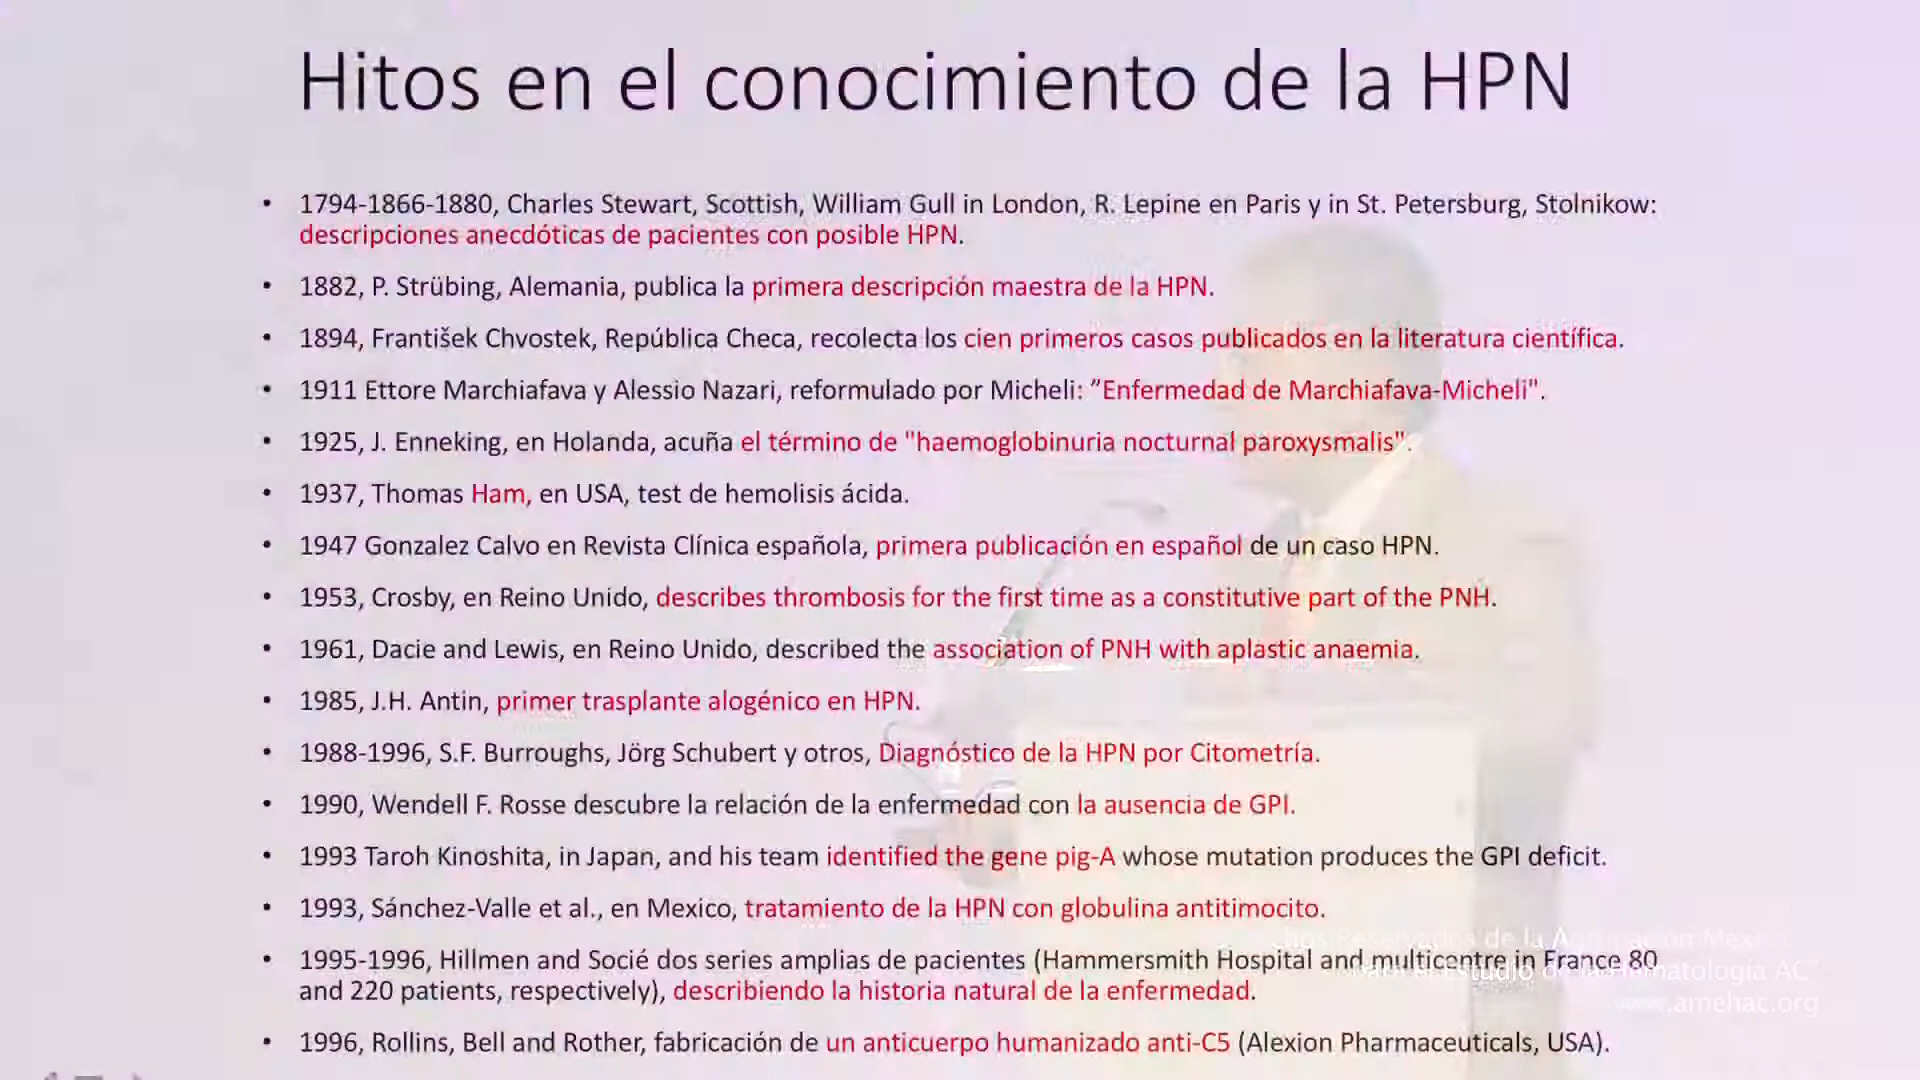 Hitos en el conocimiento de la HPN
• 1794-1866-1880, Charles Stewart, Scottish, William Gull in London, R. Lepine en Paris y in St. Petersburg, Stolnikow:
descripciones anecdóticas de pacientes con posible HPN.
• 1882, P. Strübing, Alemania, publica la primera descripción maestra de la HPN.
• 1894, František Chvostek, República Checa, recolecta los cien primeros casos publicados en la literatura científica.
• 1911 Ettore Marchiafava y Alessio Nazari, reformulado por Micheli: ”Enfermedad de Marchiafava-Micheli".
• 1925, J. Enneking, en Holanda, acuña el término de "haemoglobinuria nocturnal paroxysmalis".
• 1937, Thomas Ham, en USA, test de hemolisis ácida.
• 1947 Gonzalez Calvo en Revista Clínica española, primera publicación en español de un caso HPN.
• 1953, Crosby, en Reino Unido, describes thrombosis for the first time as a constitutive part of the PNH.
• 1961, Dacie and Lewis, en Reino Unido, described the association of PNH with aplastic anaemia.
• 1985, J.H. Antin, primer trasplante alogénico en HPN.
• 1988-1996, S.F. Burroughs, Jörg Schubert y otros, Diagnóstico de la HPN por Citometría.
• 1990, Wendell F. Rosse descubre la relación de la enfermedad con la ausencia de GPI.
• 1993 Taroh Kinoshita, in Japan, and his team identified the gene pig-A whose mutation produces the GPI deficit.
• 1993, Sánchez-Valle et al., en Mexico, tratamiento de la HPN con globulina antitimocito.
• 1995-1996, Hillmen and Socié dos series amplias de pacientes (Hammersmith Hospital and multicentre in France 80
and 220 patients, respectively), describiendo la historia natural de la enfermedad.
• 1996, Rollins, Bell and Rother, fabricación de un anticuerpo humanizado anti-C5 (Alexion Pharmaceuticals, USA).
Reservados de la
Estudio de la Hematología AC"
www.amehac.org